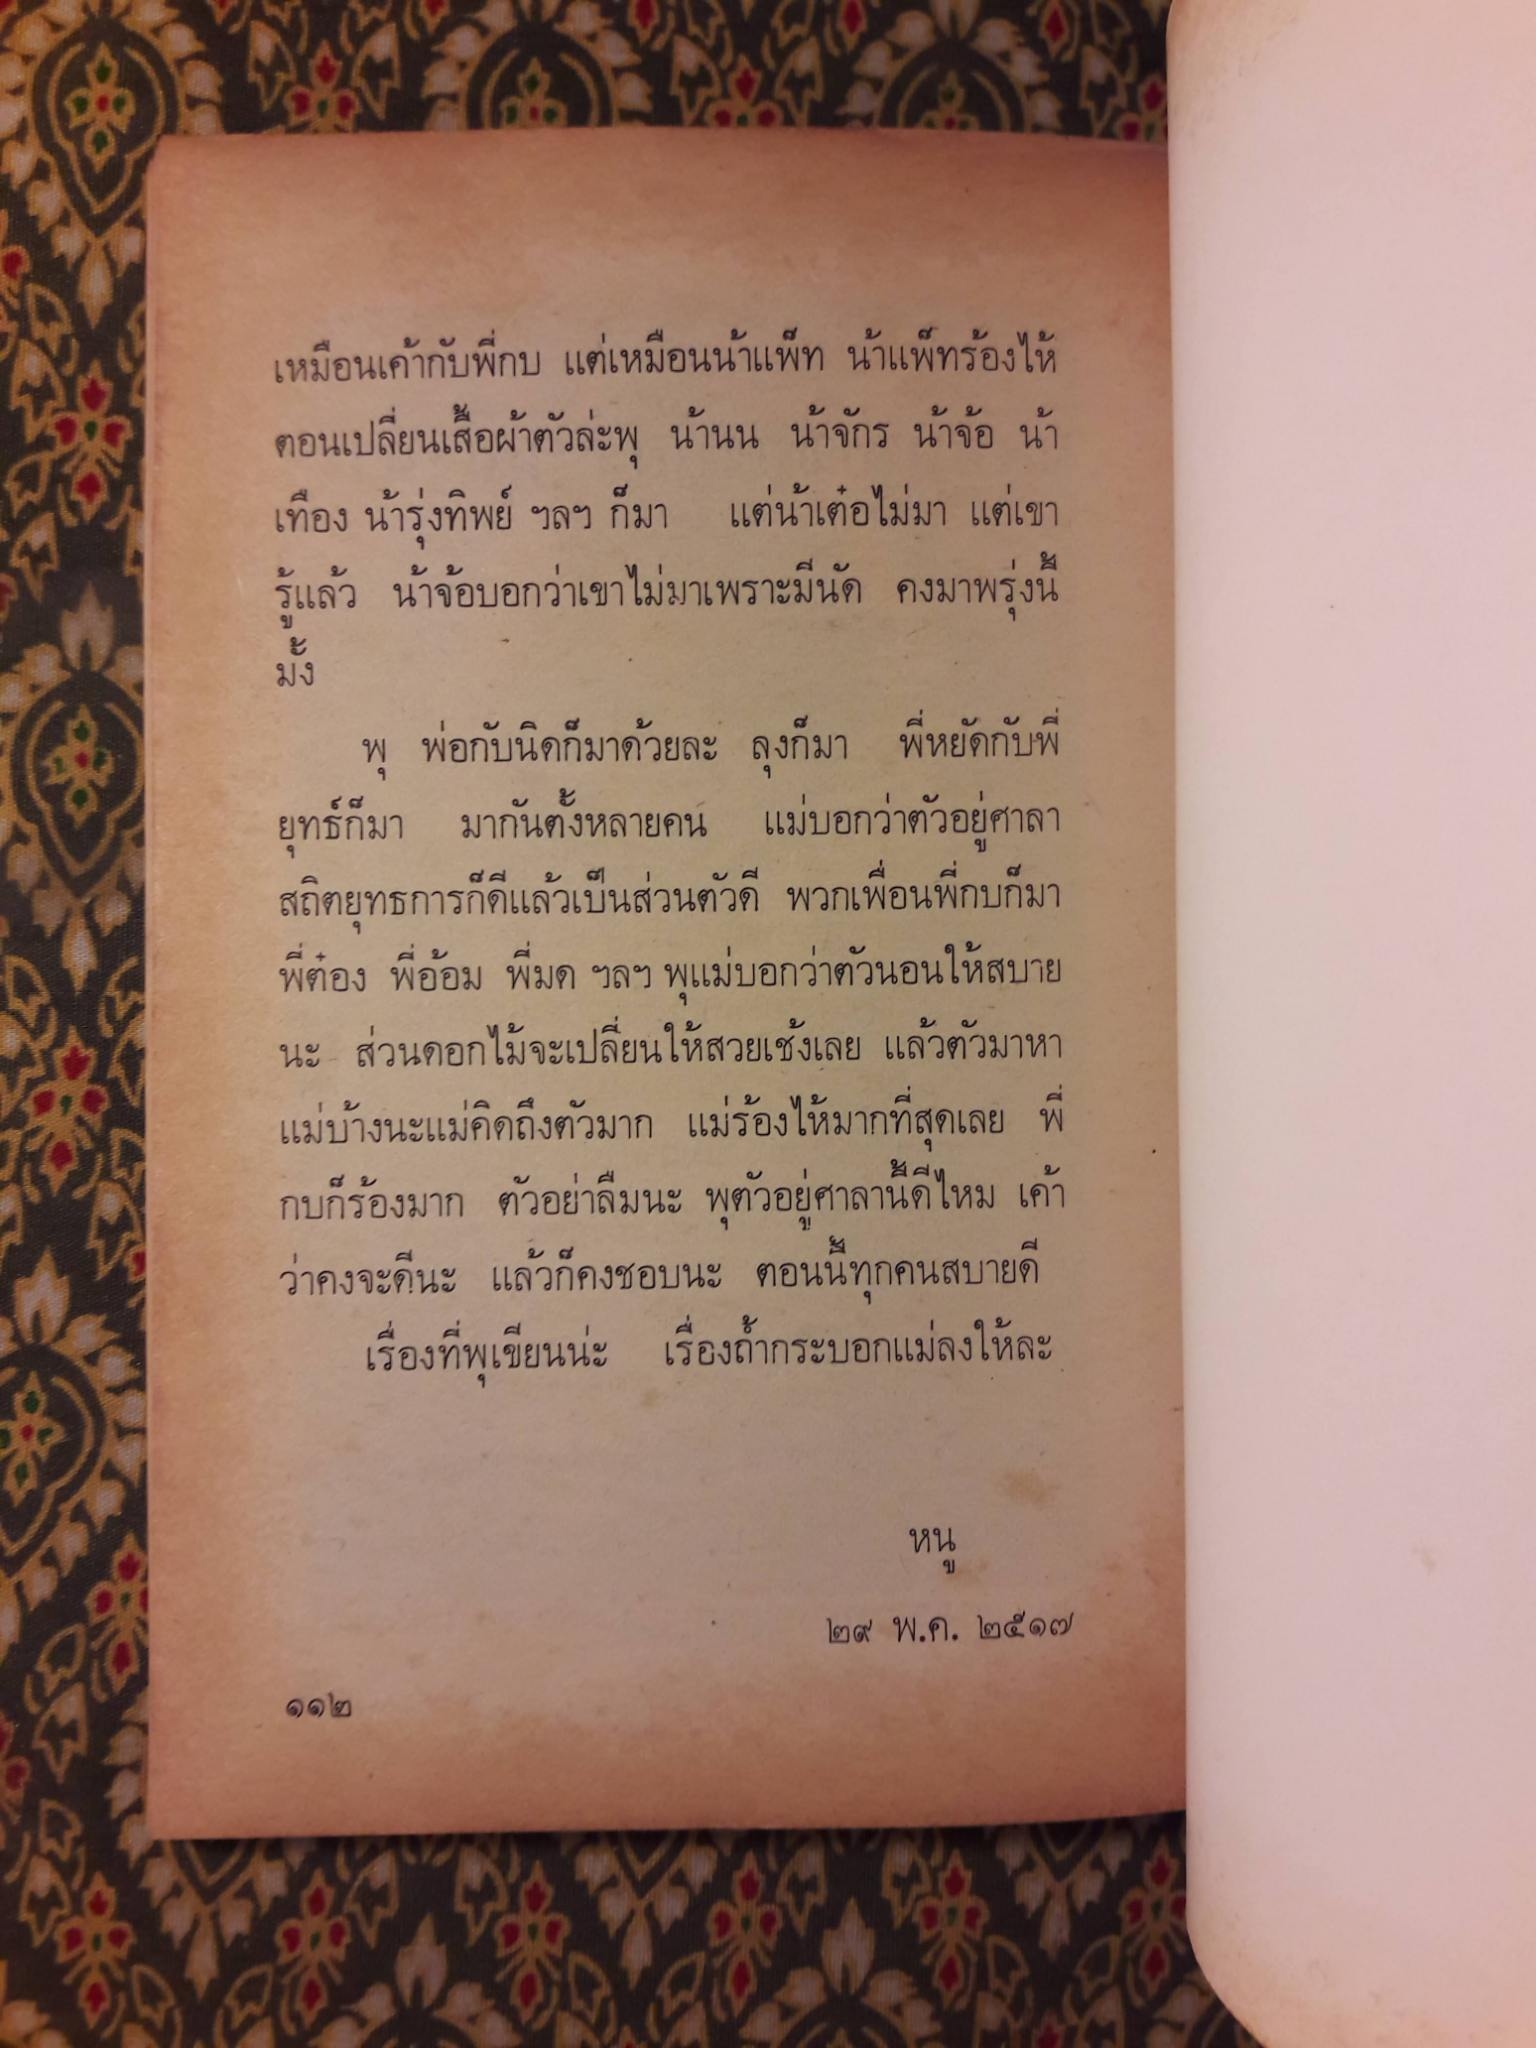 เหมือนเค้ากับพี่กบ แต่เหมือนน้าแพ็ท น้าแพ็ทร้องไห้
ตอนเปลี่ยนเสื้อผ้าตัวล่ะพุ น้านน น้าจักร น้าจ้อ น้า
เทือง น้ารุ่งทิพย์ ฯลฯ ก็มา แต่น้าเต๋อไม่มา แต่เขา
รู้แล้ว น้าจ้อบอกว่าเขาไม่มาเพราะมีนัด คงมาพรุ่งนี้
มั้ง
พุ พ่อกับนิดก็มาด้วยละ ลุงก็มา พี่หยัดกับพี่
ยุทธ์ก็มา มากันตั้งหลายคน แม่บอกว่าตัวอยู่ศาลา
สถิตยุทธการก็ดีแล้วเป็นส่วนตัวดี พวกเพื่อนพี่กบก็มา
พี่ต๋อง พี่อ้อม พี่มด ฯลฯ พุแม่บอกว่าตัวนอนให้สบาย
นะ ส่วนดอกไม้จะเปลี่ยนให้สวยเช้งเลย แล้วตัวมาหา
แม่บ้างนะแม่คิดถึงตัวมาก แม่ร้องไห้มากที่สุดเลย พี่
กบก็ร้องมาก ตัวอย่าลืมนะ พุตัวอยู่ศาลานี้ดีไหม เค้า
ว่าคงจะดีนะ แล้วก็คงชอบนะ ตอนนี้ทุกคนสบายดี
เรื่องที่พุเขียนน่ะ เรื่องถ้ำกระบอกแม่ลงให้ละ
หนู
๒๙ พ.ค. ๒๕๑๗
๑๑๒